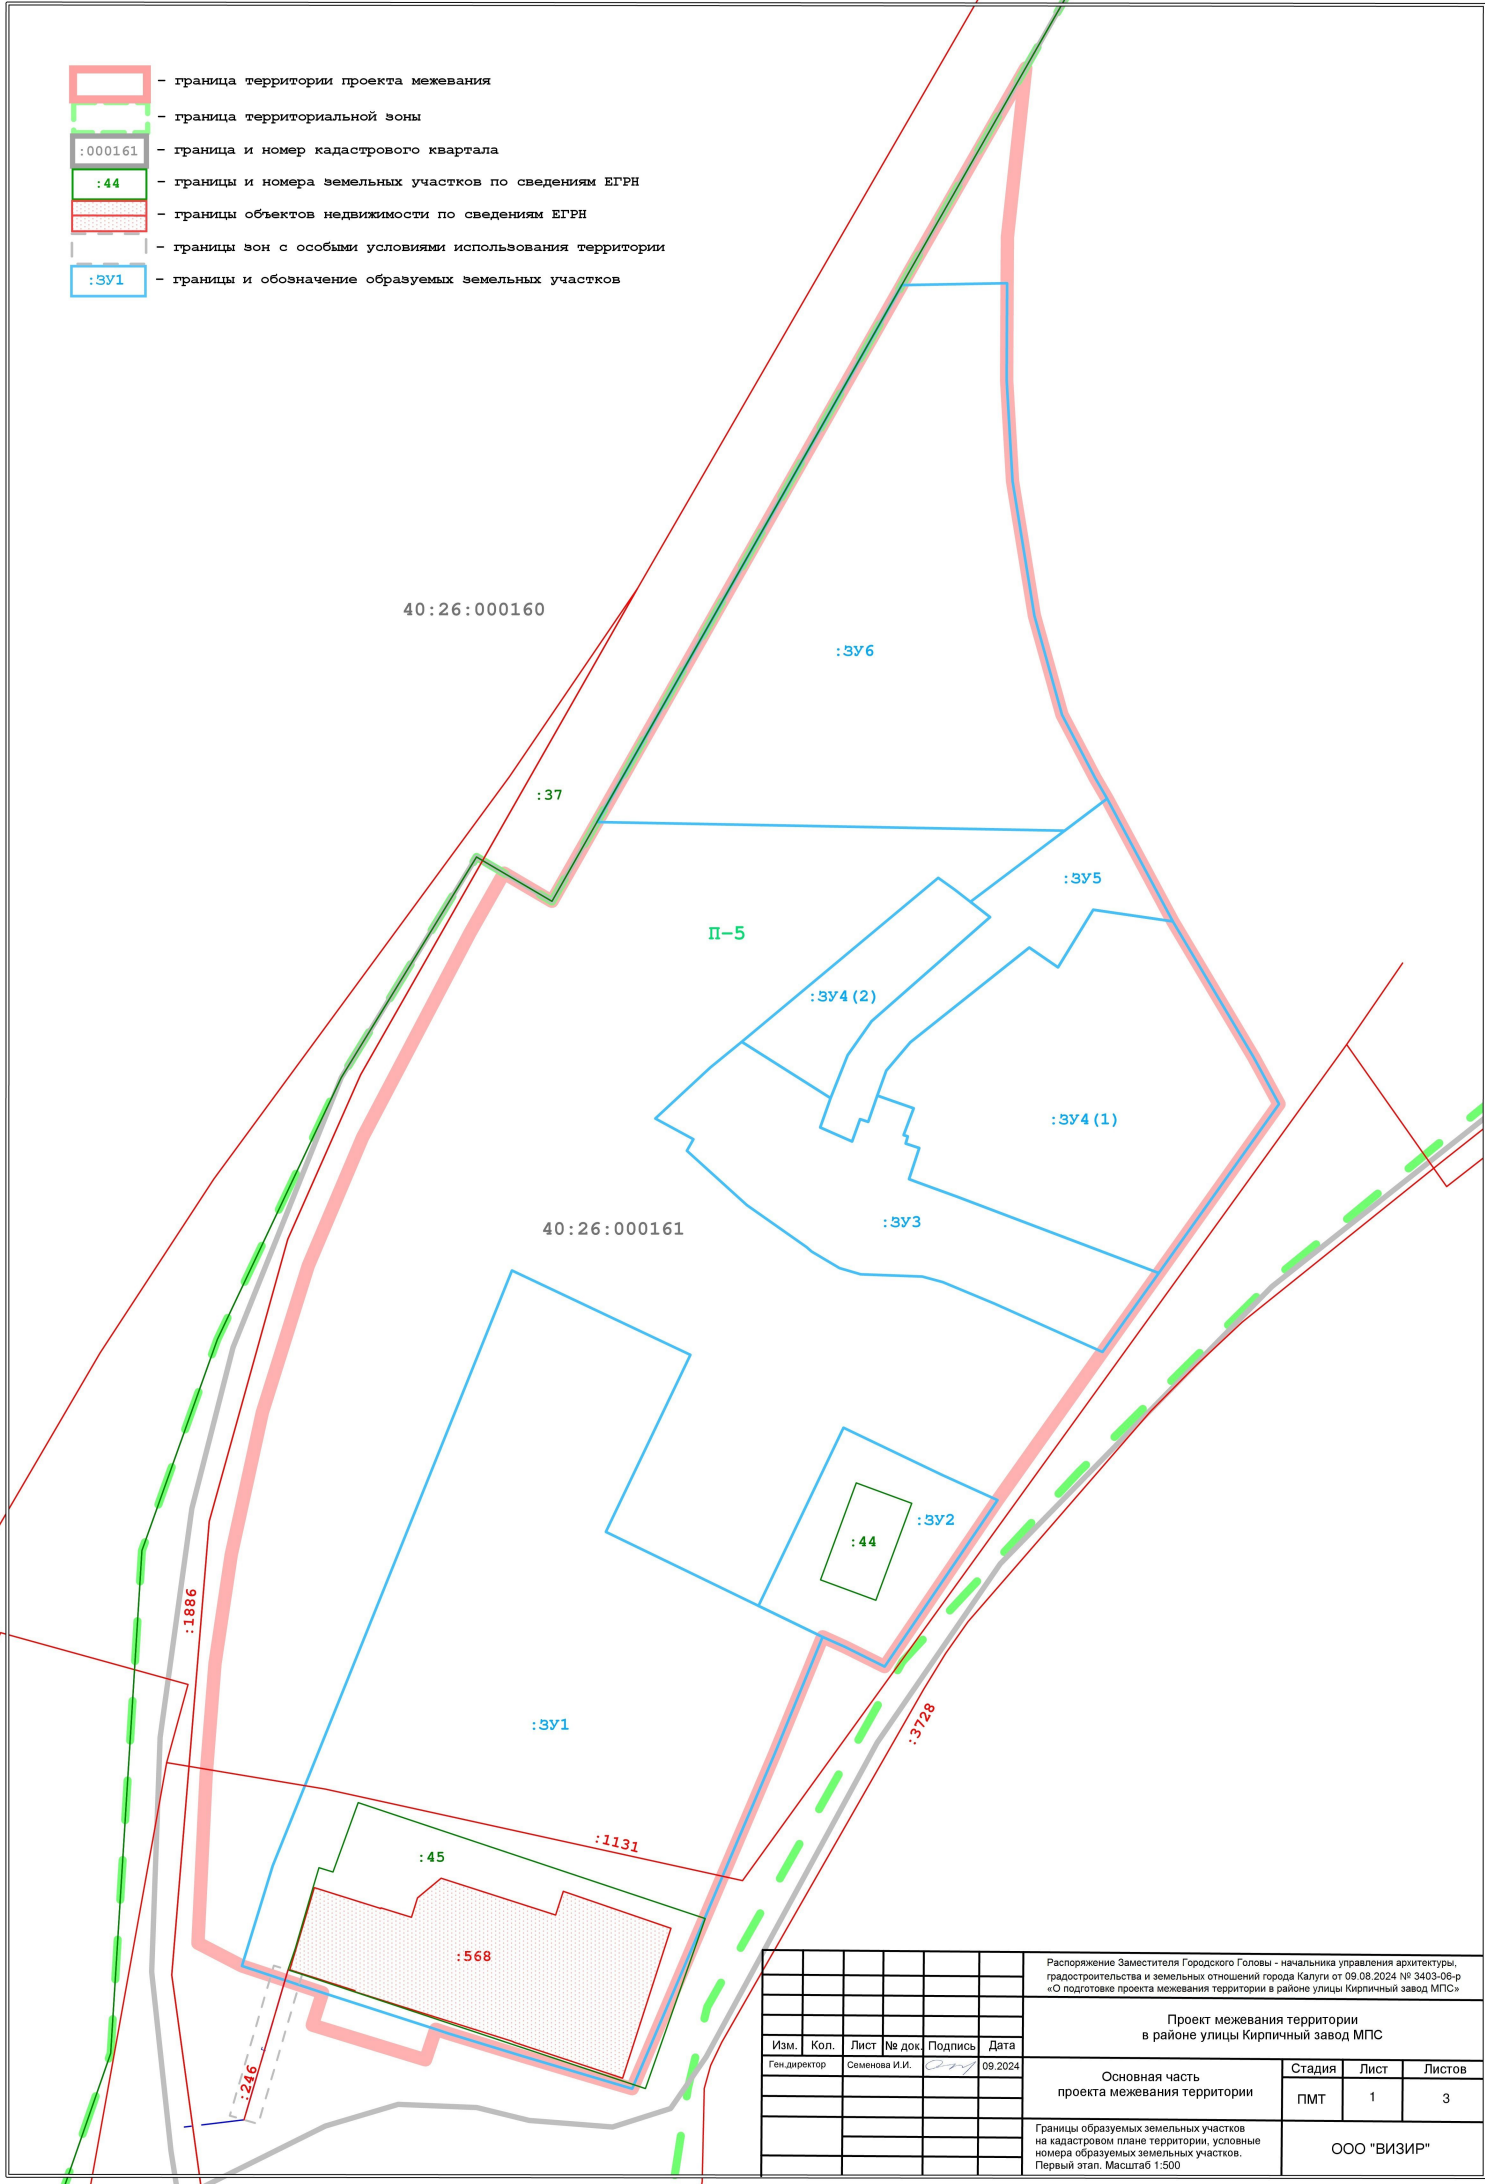 - граница территории проекта межевания
- граница территориальной зоны
:000161 - граница и номер кадастрового квартала
:44 - границы и номера земельных участков по сведениям ЕГРН
- границы объектов недвижимости по сведениям ЕГРН
- границы зон с особыми условиями использования территории
:ЗУ1 - границы и обозначение образуемых земельных участков
40:26:000160
:ЗУ6
:37
:ЗУ5
П-5
:ЗУ4(2)
:ЗУ4(1)
:ЗУ3
40:26:000161
:ЗУ2
:44
:1886
:3728
:ЗУ1
:1131
:45
:568
:246
Распоряжение Заместителя Городского Головы - начальника управления архитектуры,
градостроительства и земельных отношений города Калуги от 09.08.2024 № 3403-06-р
«О подготовке проекта межевания территории в районе улицы Кирпичный завод МПС»
Проект межевания территории
в районе улицы Кирпичный завод МПС
Изм. Кол. Лист № док. Подпись Дата
Ген.директор Семенова И.И. 09.2024
Основная часть
проекта межевания территории
Стадия Лист Листов
ПМТ 1 3
Границы образуемых земельных участков
на кадастровом плане территории, условные
номера образуемых земельных участков.
Первый этап. Масштаб 1:500
ООО "ВИЗИР"